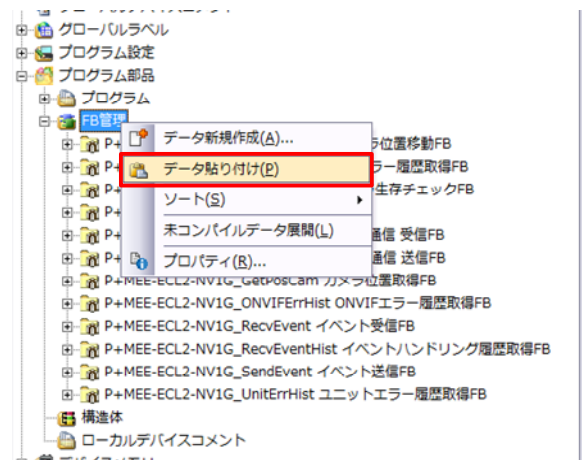 グローバルラベル
プログラム設定
プログラム部品
プログラム
FB管理
データ新規作成(A)...
P+ ラ位置移動FB
データ貼り付け(P)
P+ ラー履歴取得FB
P+ 生存チェックFB
ソート(S)
P+
未コンパイルデータ展開(L)
P+ 通信 受信FB
プロパティ(R)...
P+ 通信 送信FB
P+MEE-ECL2-NV1G_GetPosCam カメラ位置取得FB
P+MEE-ECL2-NV1G_ONVIFErrHist ONVIFエラー履歴取得FB
P+MEE-ECL2-NV1G_RecvEvent イベント受信FB
P+MEE-ECL2-NV1G_RecvEventHist イベントハンドリング履歴取得FB
P+MEE-ECL2-NV1G_SendEvent イベント送信FB
P+MEE-ECL2-NV1G_UnitErrHist ユニットエラー履歴取得FB
構造体
ローカルデバイスコメント